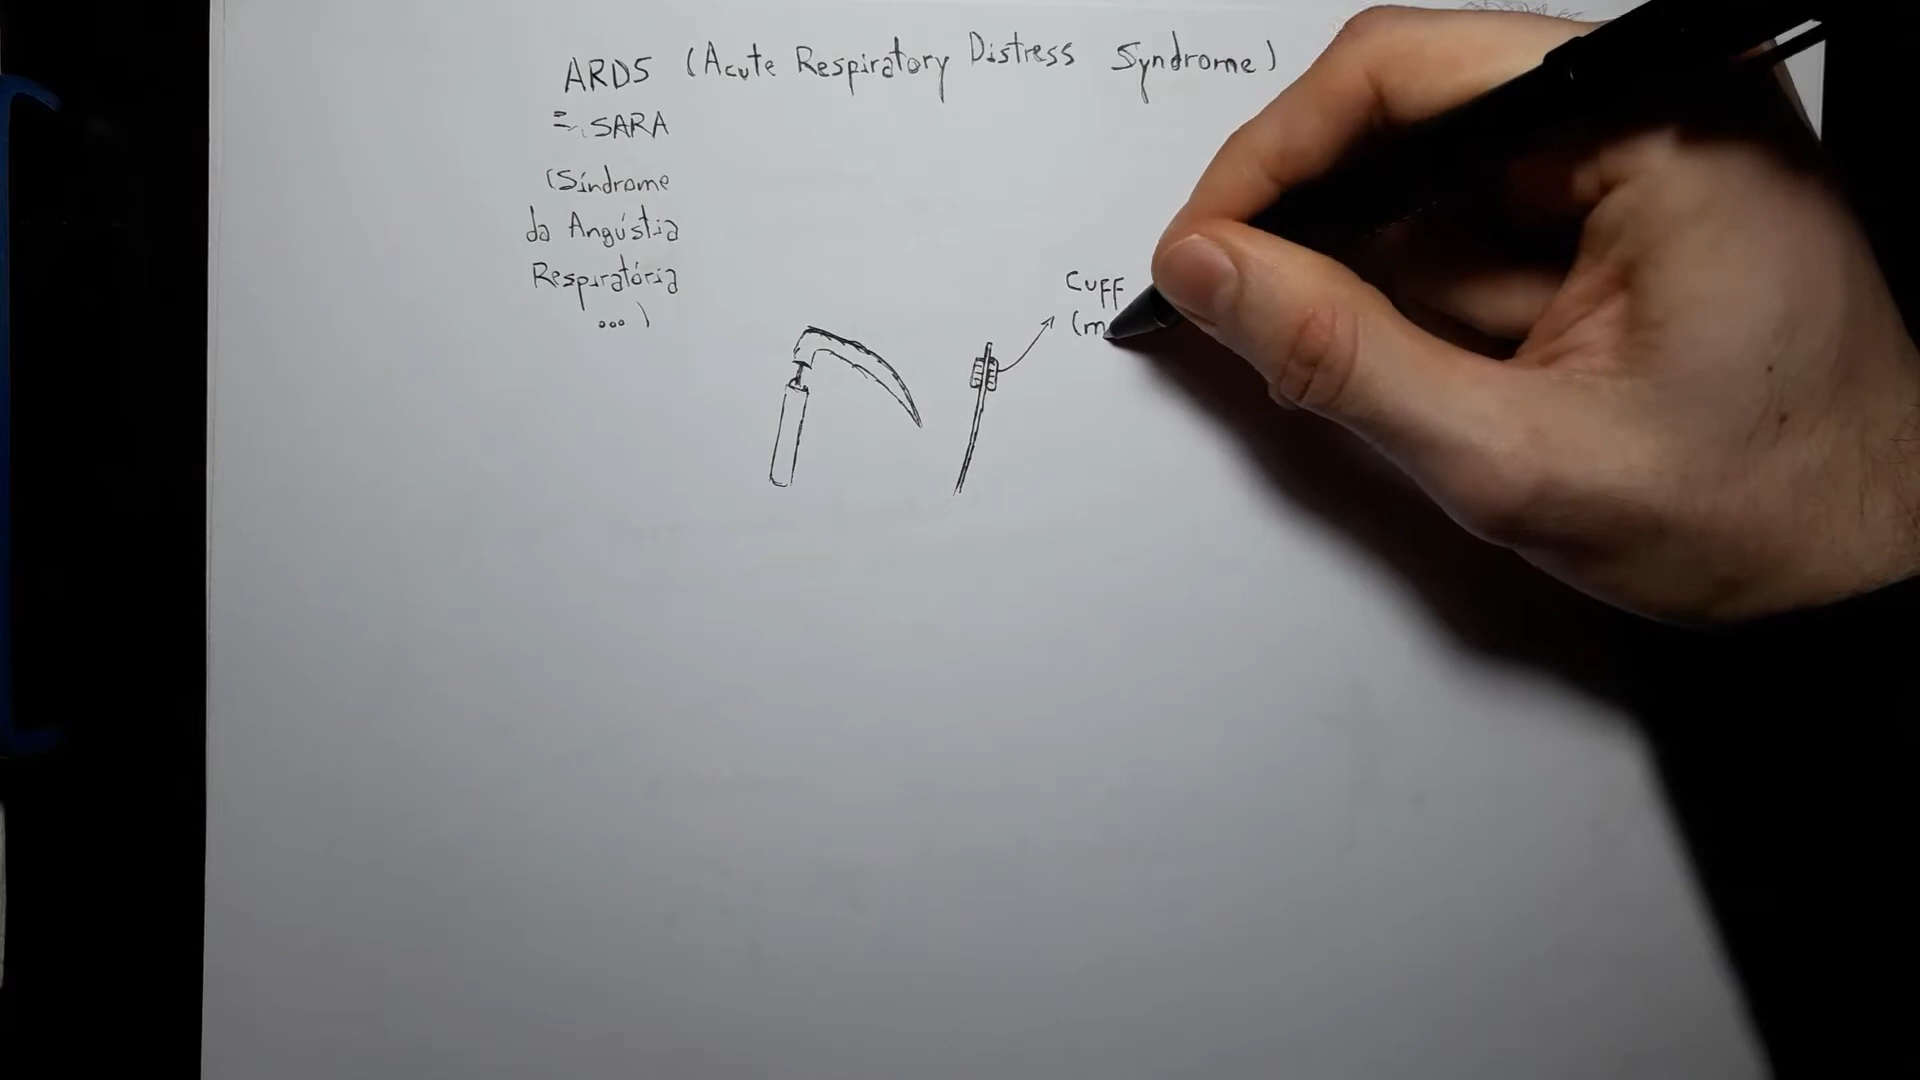 ARDS (Acute Respiratory Distress Syndrome)
= SARA
(Síndrome
da Angústia
Respiratória
...)
Cuff
(m